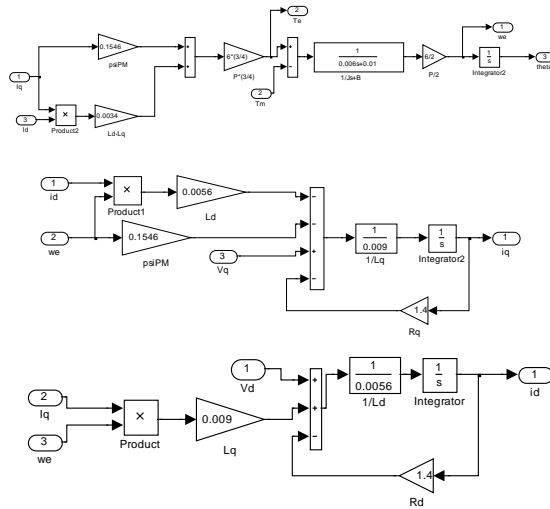 2
Te
0.1546
psiPM
+
+
6*(3/4)
P*(3/4)
+
−
1
0.006s+0.01
1/Js+B
6/2
P/2
1
we
1
s
Integrator2
3
theta
1
Iq
3
Id
×
Product2
0.0034
Ld-Lq
2
Tm
1
id
2
we
×
Product1
0.0056
Ld
0.1546
psiPM
3
Vq
−
−
+
−
1
0.009
1/Lq
1
s
Integrator2
1
iq
1.4
Rq
1
Vd
2
Iq
3
we
×
Product
0.009
Lq
+
+
−
1
0.0056
1/Ld
1
s
Integrator
1
id
1.4
Rd